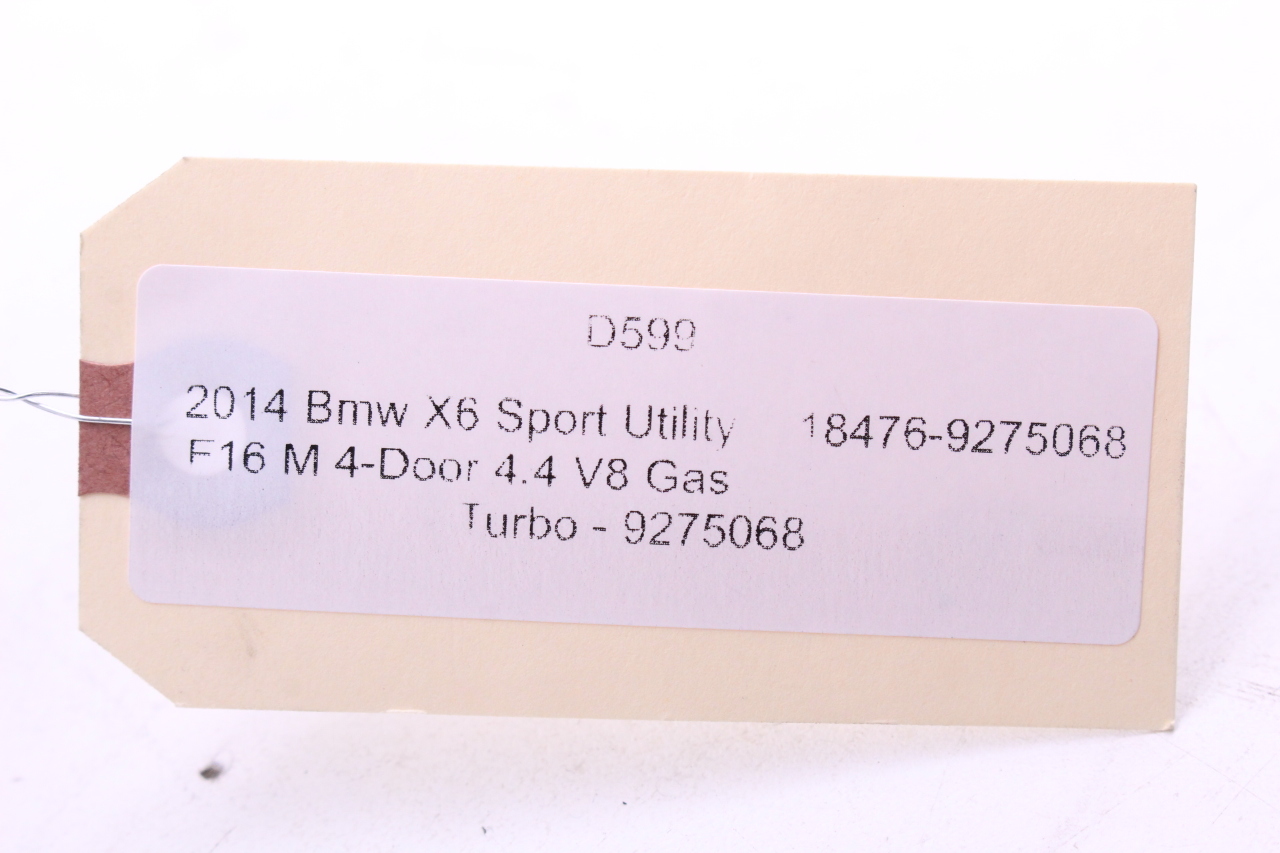 D599
2014 Bmw X6 Sport Utility 18476-9275068
F16 M 4-Door 4.4 V8 Gas
Turbo - 9275068